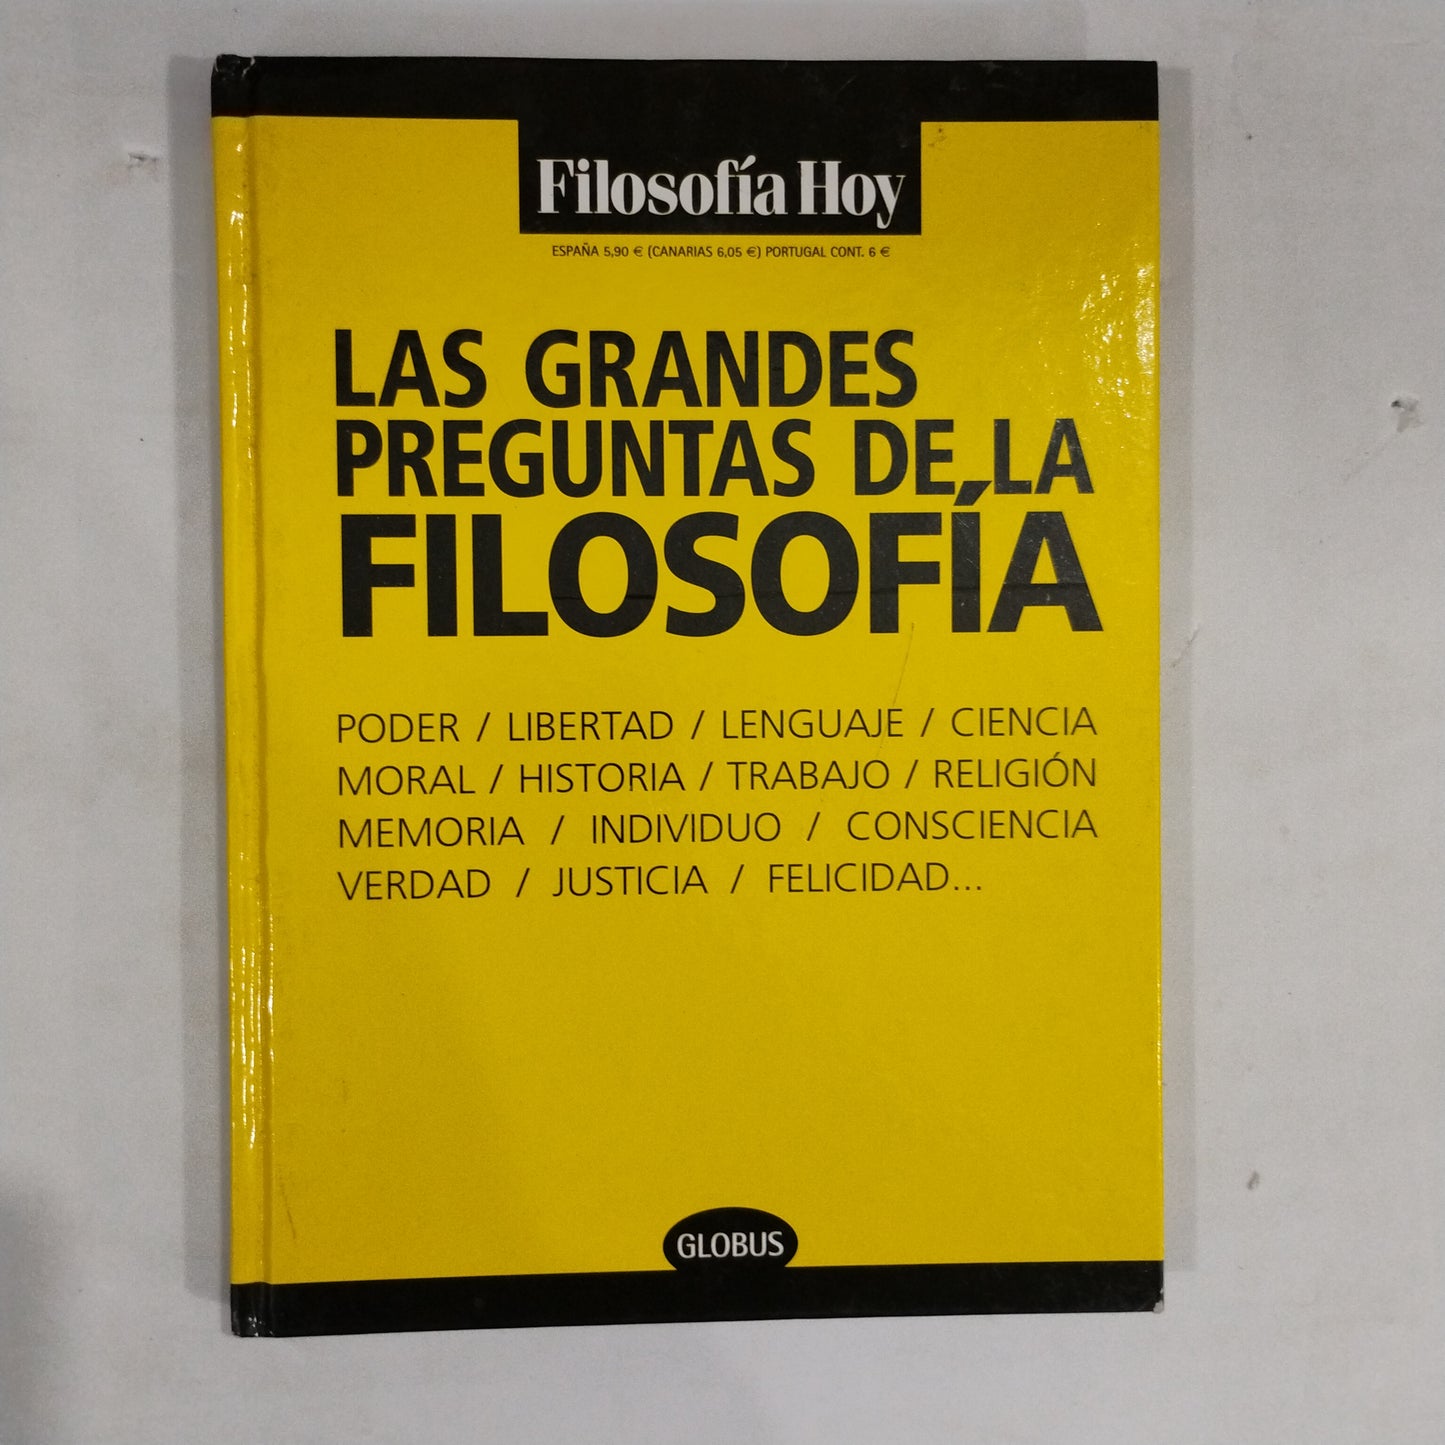 Filosofía Hoy
ESPAÑA 5,90 € (CANARIAS 6,05 €) PORTUGAL CONT. 6 €
LAS GRANDES
PREGUNTAS DE LA
FILOSOFÍA
PODER / LIBERTAD / LENGUAJE / CIENCIA
MORAL / HISTORIA / TRABAJO / RELIGIÓN
MEMORIA / INDIVIDUO / CONSCIENCIA
VERDAD / JUSTICIA / FELICIDAD...
GLOBUS